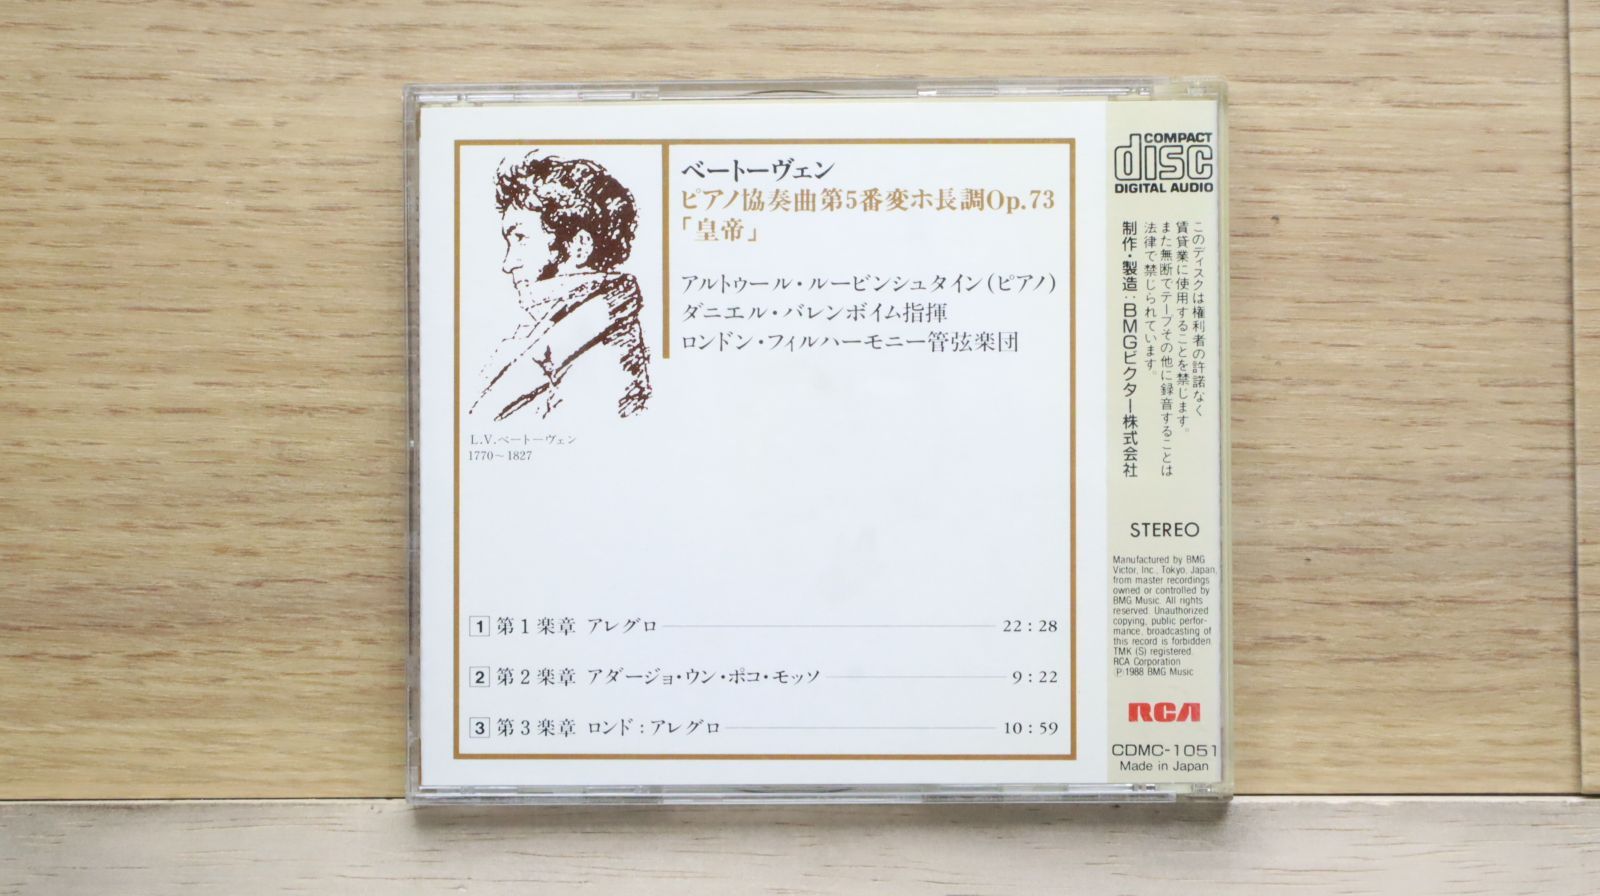 ベートーヴェン
ピアノ協奏曲第5番変ホ長調Op.73
「皇帝」
アルトゥール・ルービンシュタイン(ピアノ)
ダニエル・バレンボイム指揮
ロンドン・フィルハーモニー管弦楽団
L.V.ベートーヴェン
1770～1827
1 第1楽章 アレグロ 22:28
2 第2楽章 アダージョ・ウン・ポコ・モッソ 9:22
3 第3楽章 ロンド:アレグロ 10:59
COMPACT
disc
DIGITAL AUDIO
このディスクは権利者の許諾なく
賃貸業に使用することを禁じます。
また無断でテープその他に録音することは
法律で禁じられています。
制作・製造:BMGビクター株式会社
STEREO
Manufactured by BMG
Victor, Inc., Tokyo, Japan,
from master recordings
owned or controlled by
BMG Music. All rights
reserved. Unauthorized
copying, public perfor-
mance, broadcasting of
this record is forbidden.
TMK (S) registered,
RCA Corporation
Ⓟ1988 BMG Music
RCA
CDMC-1051
Made in Japan